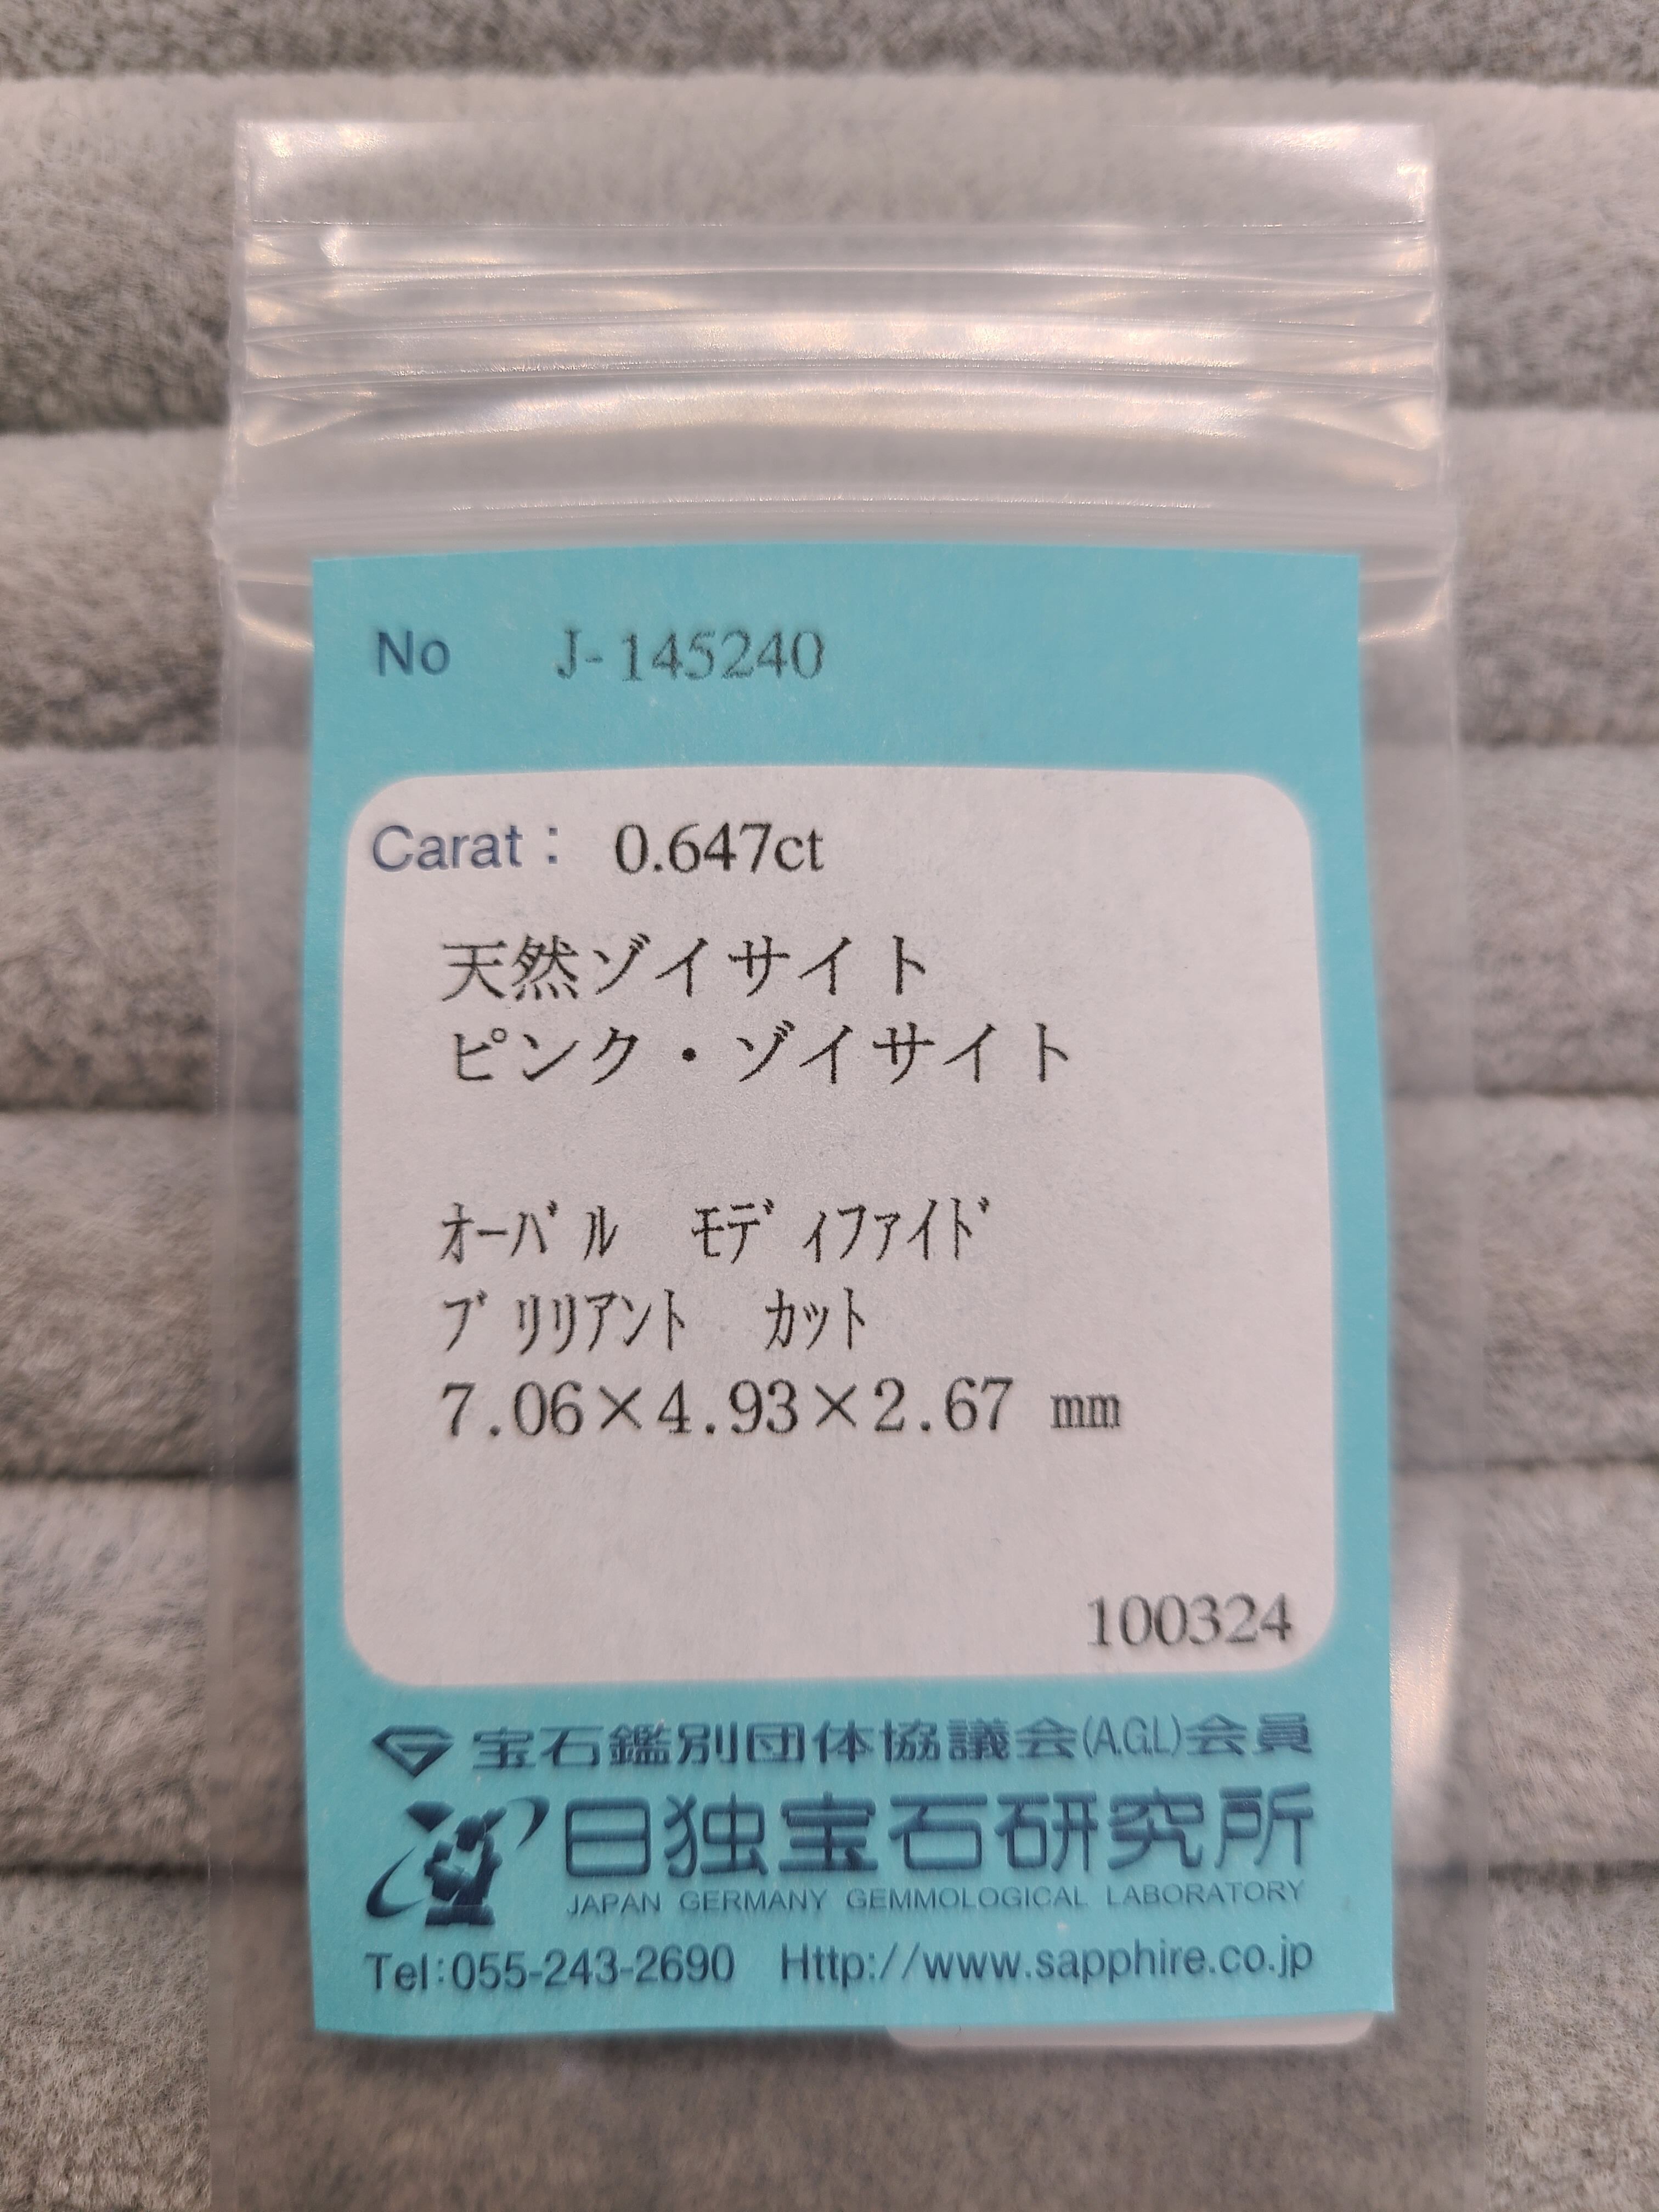 No J-145240
Carat： 0.647ct
天然ゾイサイト
ピンク・ゾイサイト
ｵｰﾊﾞﾙ ﾓﾃﾞｨﾌｧｲﾄﾞ
ﾌﾞﾘﾘｱﾝﾄ ｶｯﾄ
7.06×4.93×2.67 mm
100324
宝石鑑別団体協議会(A.G.L)会員
日独宝石研究所
JAPAN GERMANY GEMMOLOGICAL LABORATORY
Tel:055-243-2690 Http://www.sapphire.co.jp